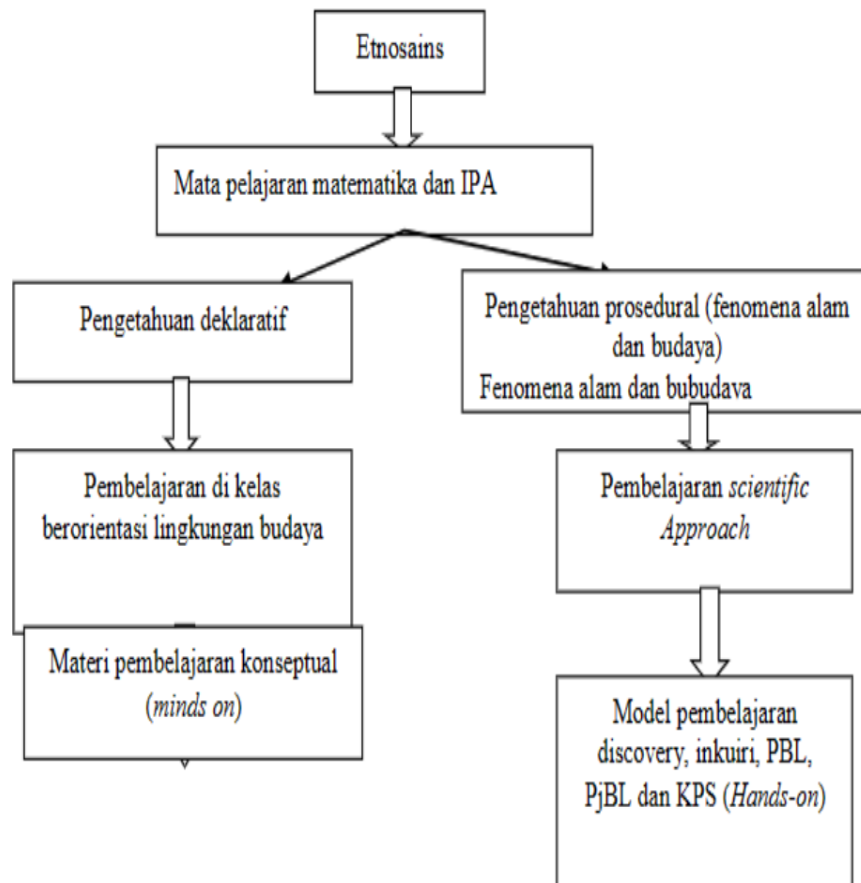 Etnosains
Mata pelajaran matematika dan IPA
Pengetahuan deklaratif
Pengetahuan prosedural (fenomena alam
dan budaya)
Fenomena alam dan bubudava
Pembelajaran di kelas
berorientasi lingkungan budaya
Pembelajaran scientific
Approach
Materi pembelajaran konseptual
(minds on)
Model pembelajaran
discovery, inkuiri, PBL,
PjBL dan KPS (Hands-on)